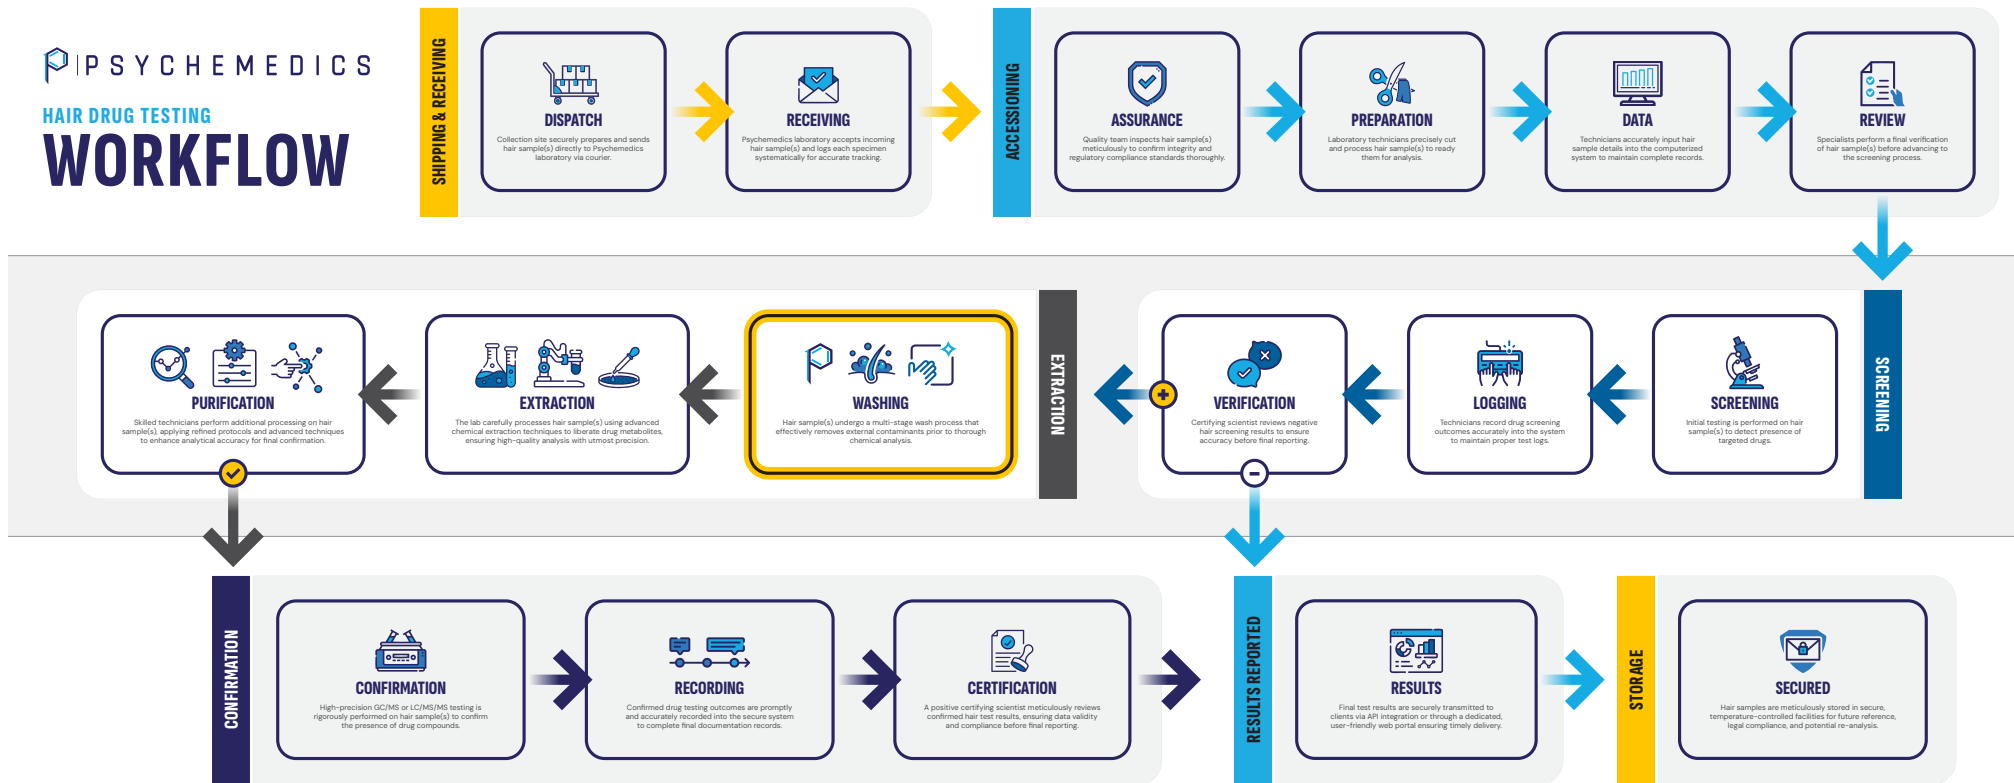 PSYCHEMEDICS
HAIR DRUG TESTING
WORKFLOW
SHIPPING & RECEIVING
DISPATCH
Collection site securely prepares and sends
hair sample(s) directly to Psychemedics
laboratory via courier.
RECEIVING
Psychemedics laboratory accepts incoming
hair sample(s) and logs each specimen
systematically for accurate tracking.
ACCESSIONING
ASSURANCE
Quality team inspects hair sample(s)
meticulously to confirm integrity and
regulatory compliance standards thoroughly.
PREPARATION
Laboratory technicians precisely cut
and process hair sample(s) to ready
them for analysis.
DATA
Technicians accurately input hair
sample details into the computerized
system to maintain complete records.
REVIEW
Specialists perform a final verification
of hair sample(s) before advancing to
the screening process.
SCREENING
SCREENING
Initial testing is performed on hair
sample(s) to detect presence of
targeted drugs.
LOGGING
Technicians record drug screening
outcomes accurately into the system
to maintain proper test logs.
VERIFICATION
Certifying scientist reviews negative
hair screening results to ensure
accuracy before final reporting.
EXTRACTION
WASHING
Hair sample(s) undergo a multi-stage wash process that
effectively removes external contaminants prior to thorough
chemical analysis.
EXTRACTION
The lab carefully processes hair sample(s) using advanced
chemical extraction techniques to liberate drug metabolites,
ensuring high-quality analysis with utmost precision.
PURIFICATION
Skilled technicians perform additional processing on hair
sample(s), applying refined protocols and advanced techniques
to enhance analytical accuracy for final confirmation.
CONFIRMATION
CONFIRMATION
High-precision GC/MS or LC/MS/MS testing is
rigorously performed on hair sample(s) to confirm
the presence of drug compounds.
RECORDING
Confirmed drug testing outcomes are promptly
and accurately recorded into the secure system
to complete final documentation records.
CERTIFICATION
A positive certifying scientist meticulously reviews
confirmed hair test results, ensuring data validity
and compliance before final reporting.
RESULTS REPORTED
RESULTS
Final test results are securely transmitted to
clients via API integration or through a dedicated,
user-friendly web portal ensuring timely delivery.
STORAGE
SECURED
Hair samples are meticulously stored in secure,
temperature-controlled facilities for future reference,
legal compliance, and potential re-analysis.